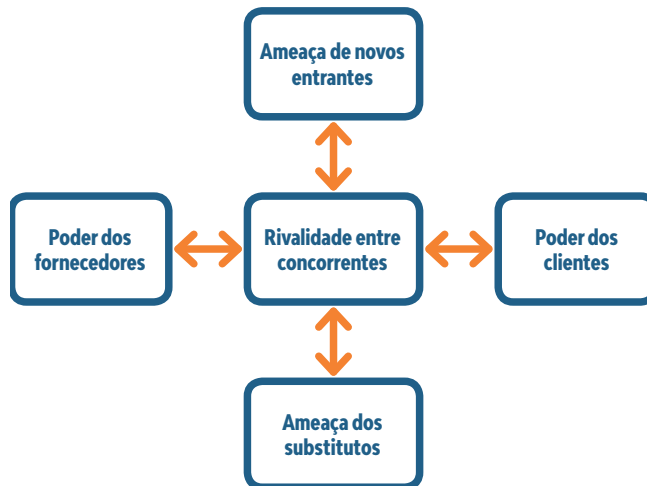 Ameaça de novos
entrantes
Poder dos
fornecedores
Rivalidade entre
concorrentes
Poder dos
clientes
Ameaça dos
substitutos